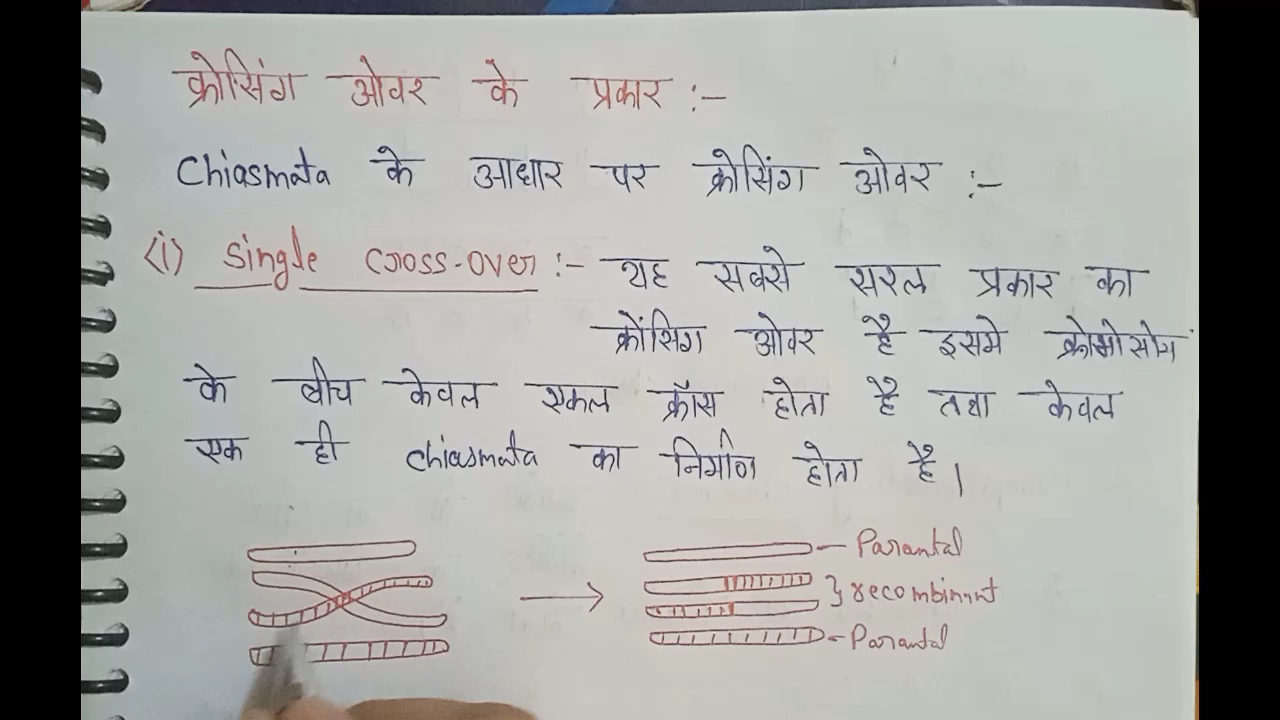 क्रोसिंग ओवर के प्रकार :-
Chiasmata के आधार पर क्रोसिंग ओवर :-
(i) Single Cross-over :- यह सबसे सरल प्रकार का
क्रोंसिग ओवर है इसमे क्रोमोसोम
के बीच केवल एकल क्रॉस होता है तथा केवल
एक ही chiasmata का निर्माण होता है।
Parantal
recombinant
Parantal